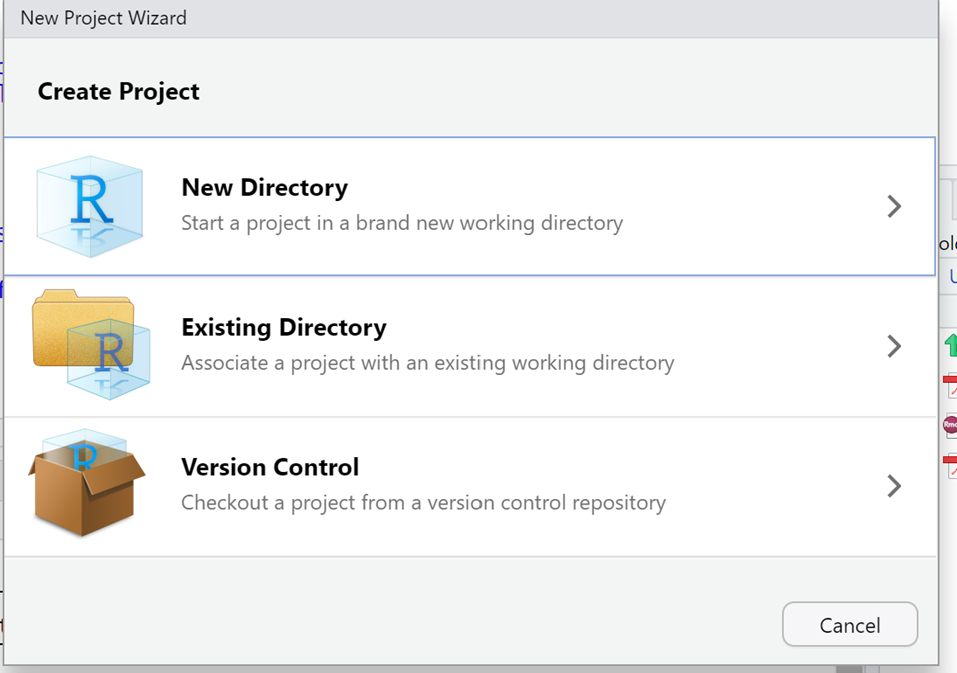 New Project Wizard
Create Project
R
New Directory
Start a project in a brand new working directory
R
Existing Directory
Associate a project with an existing working directory
R
Version Control
Checkout a project from a version control repository
Cancel